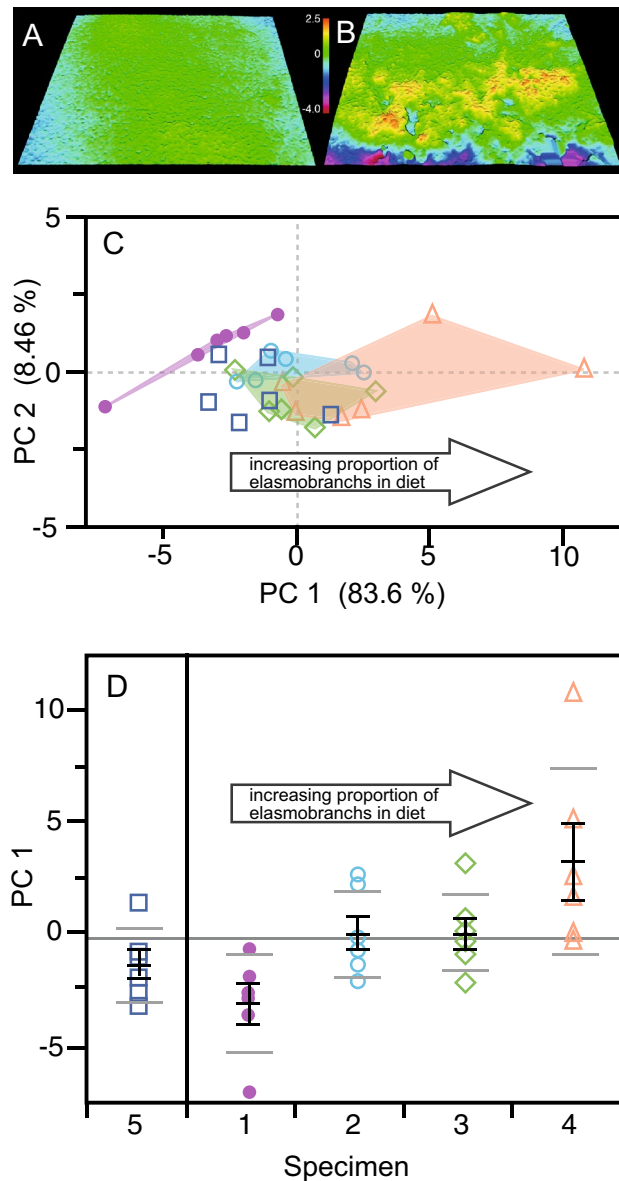 A
B
2.5
0
-4.0
C
5
0
-5
PC 2 (8.46 %)
increasing proportion of
elasmobranchs in diet
-5
0
5
10
PC 1 (83.6 %)
D
10
5
0
-5
PC 1
increasing proportion of
elasmobranchs in diet
5
1
2
3
4
Specimen